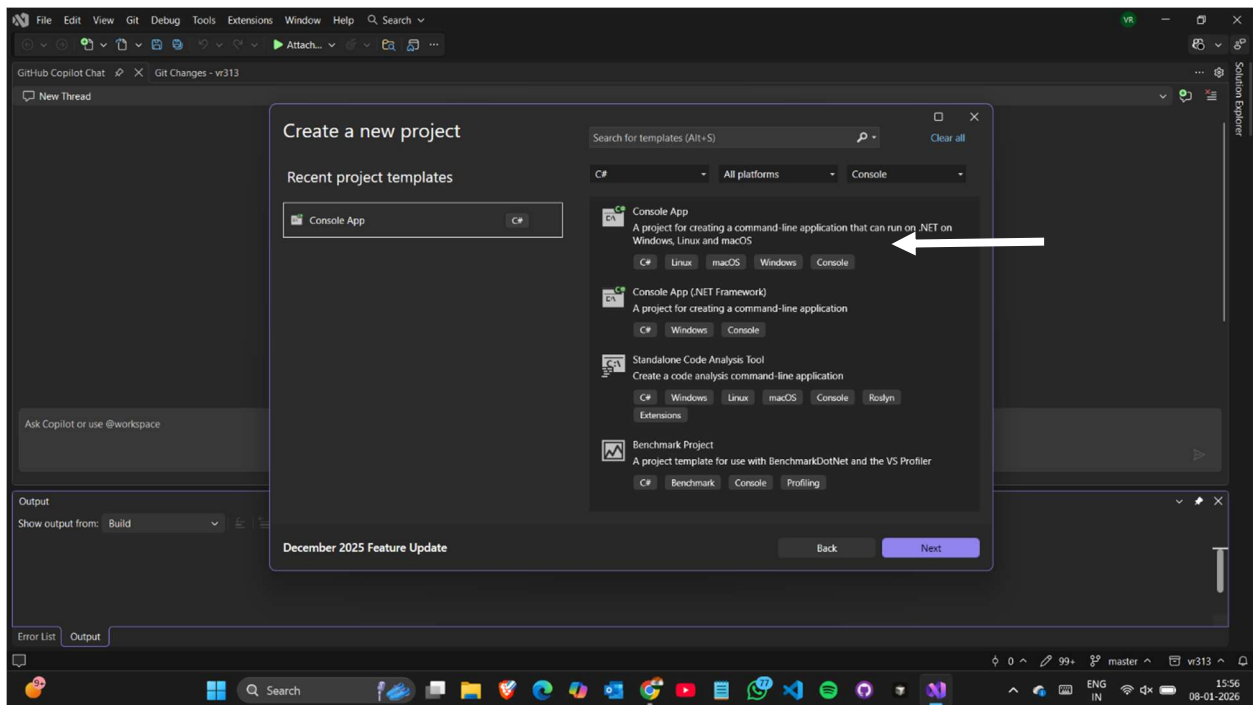 File Edit View Git Debug Tools Extensions Window Help Search
VR
Attach...
GitHub Copilot Chat Git Changes - vr313
Solution Explorer
New Thread
Create a new project
Search for templates (Alt+S)
Clear all
Recent project templates
C# All platforms Console
Console App C#
Console App
A project for creating a command-line application that can run on .NET on
Windows, Linux and macOS
C# Linux macOS Windows Console
Console App (.NET Framework)
A project for creating a command-line application
C# Windows Console
Standalone Code Analysis Tool
Create a code analysis command-line application
C# Windows Linux macOS Console Roslyn
Extensions
Benchmark Project
A project template for use with BenchmarkDotNet and the VS Profiler
C# Benchmark Console Profiling
December 2025 Feature Update
Back Next
Ask Copilot or use @workspace
Output
Show output from: Build
Error List Output
0 99+ master vr313
9+
Search
77
ENG
IN
15:56
08-01-2026